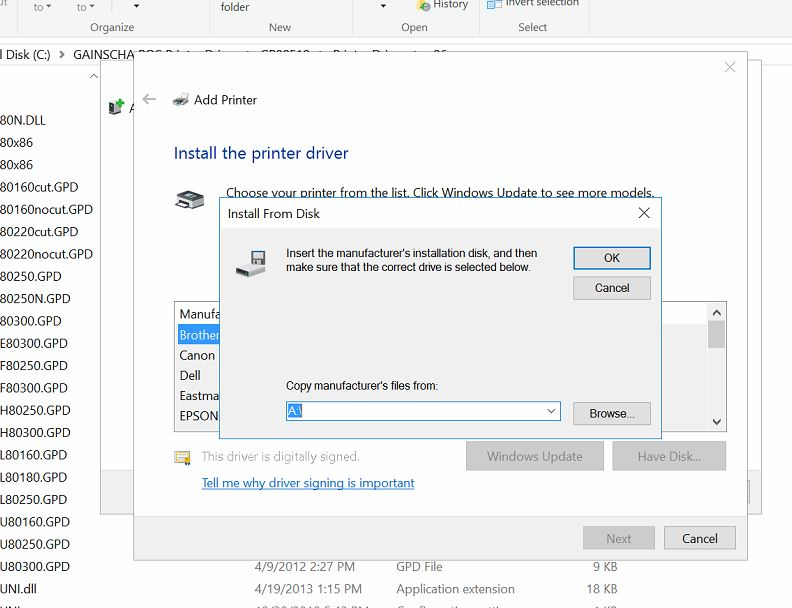 to▾ to▾ folder History Invert selection
Organize New Open Select
l Disk (C:) > GAINSCHA POS Printer Driver
80N.DLL
80x86
80x86
80160cut.GPD
80160nocut.GPD
80220cut.GPD
80220nocut.GPD
80250.GPD
80250N.GPD
80300.GPD
E80300.GPD
F80250.GPD
F80300.GPD
H80250.GPD
H80300.GPD
L80160.GPD
L80180.GPD
L80250.GPD
U80160.GPD
U80250.GPD
U80300.GPD 4/9/2012 2:27 PM GPD File 9 KB
UNI.dll 4/19/2013 1:15 PM Application extension 18 KB
Add Printer
Install the printer driver
Choose your printer from the list. Click Windows Update to see more models.
Install From Disk
Insert the manufacturer's installation disk, and then
make sure that the correct drive is selected below.
OK
Cancel
Copy manufacturer's files from:
A:\
Browse...
Manufa
Brother
Canon
Dell
Eastma
EPSON
This driver is digitally signed.
Tell me why driver signing is important
Windows Update
Have Disk...
Next
Cancel